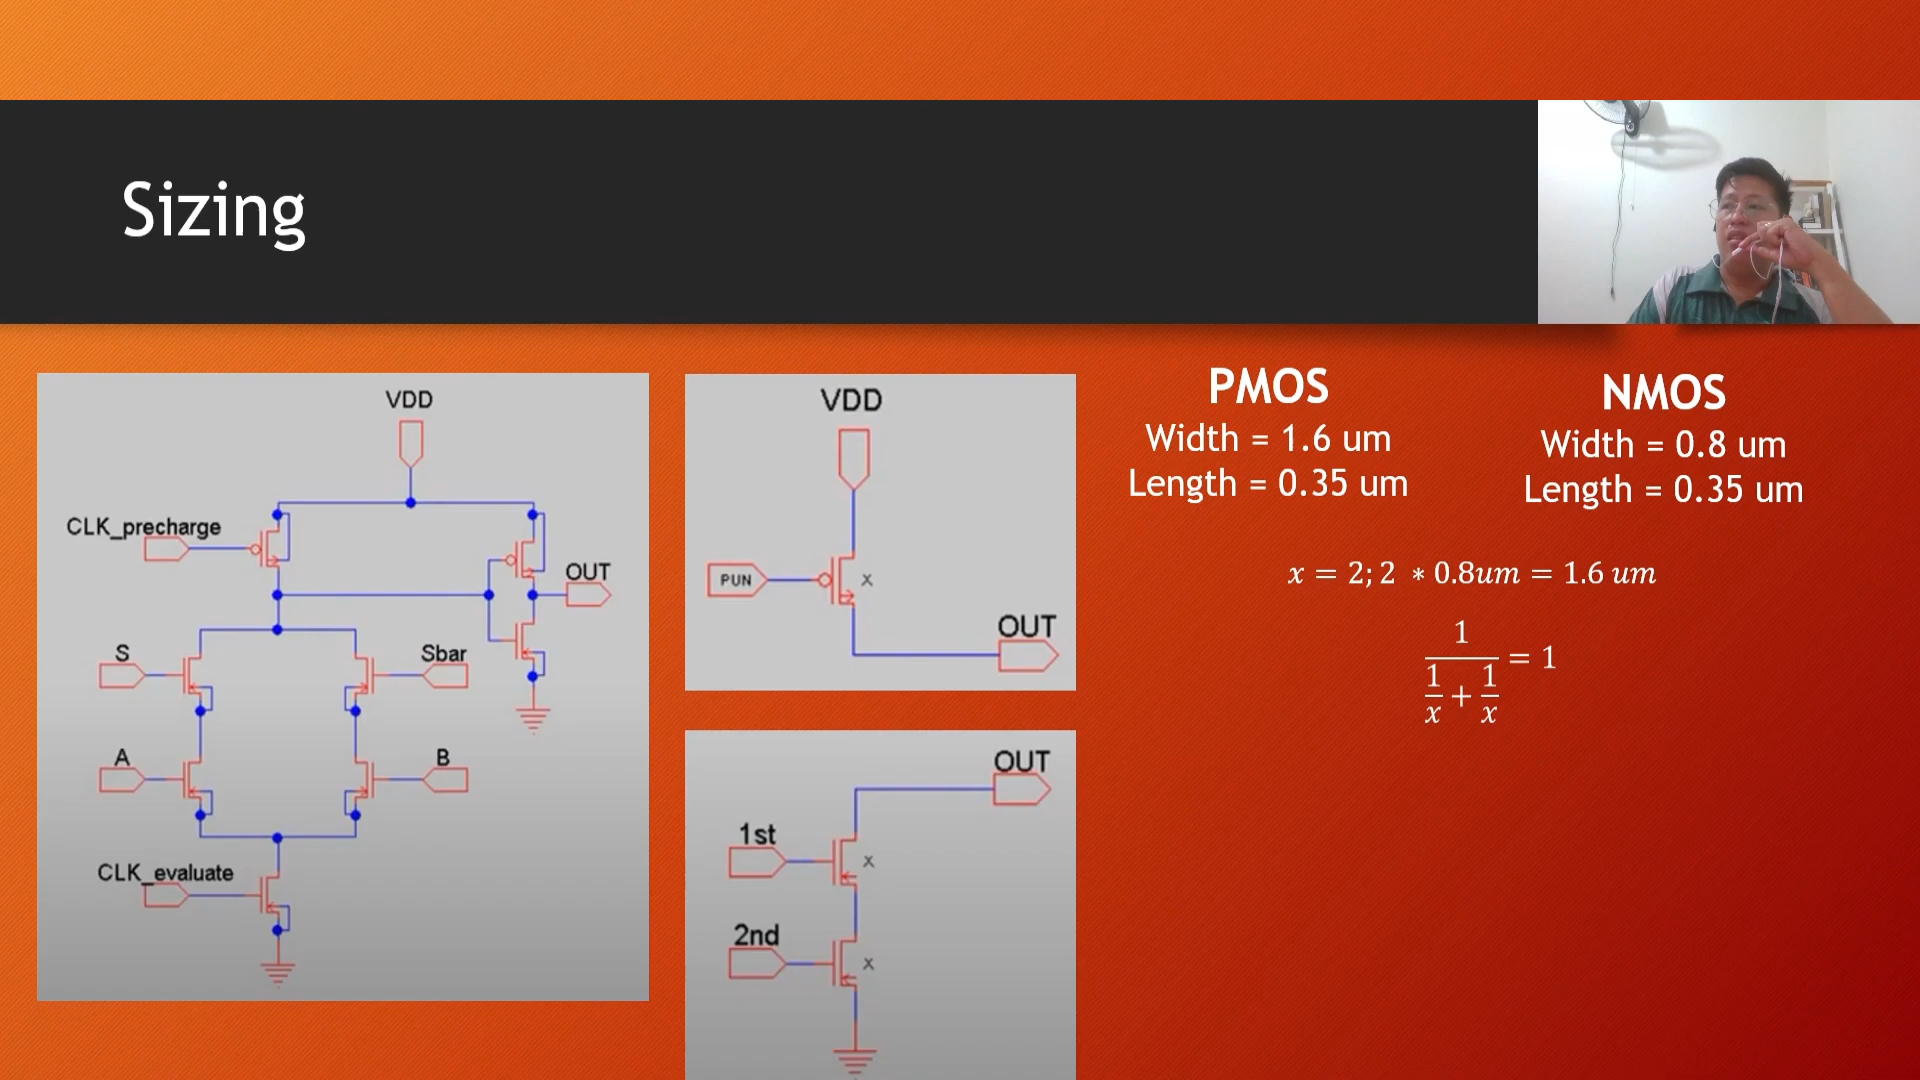 Sizing
VDD
CLK_precharge
OUT
S
Sbar
A
B
CLK_evaluate
VDD
PUN
x
OUT
OUT
1st
x
2nd
x
PMOS
Width = 1.6 um
Length = 0.35 um
NMOS
Width = 0.8 um
Length = 0.35 um
x = 2; 2 * 0.8um = 1.6 um
1
1/x + 1/x = 1